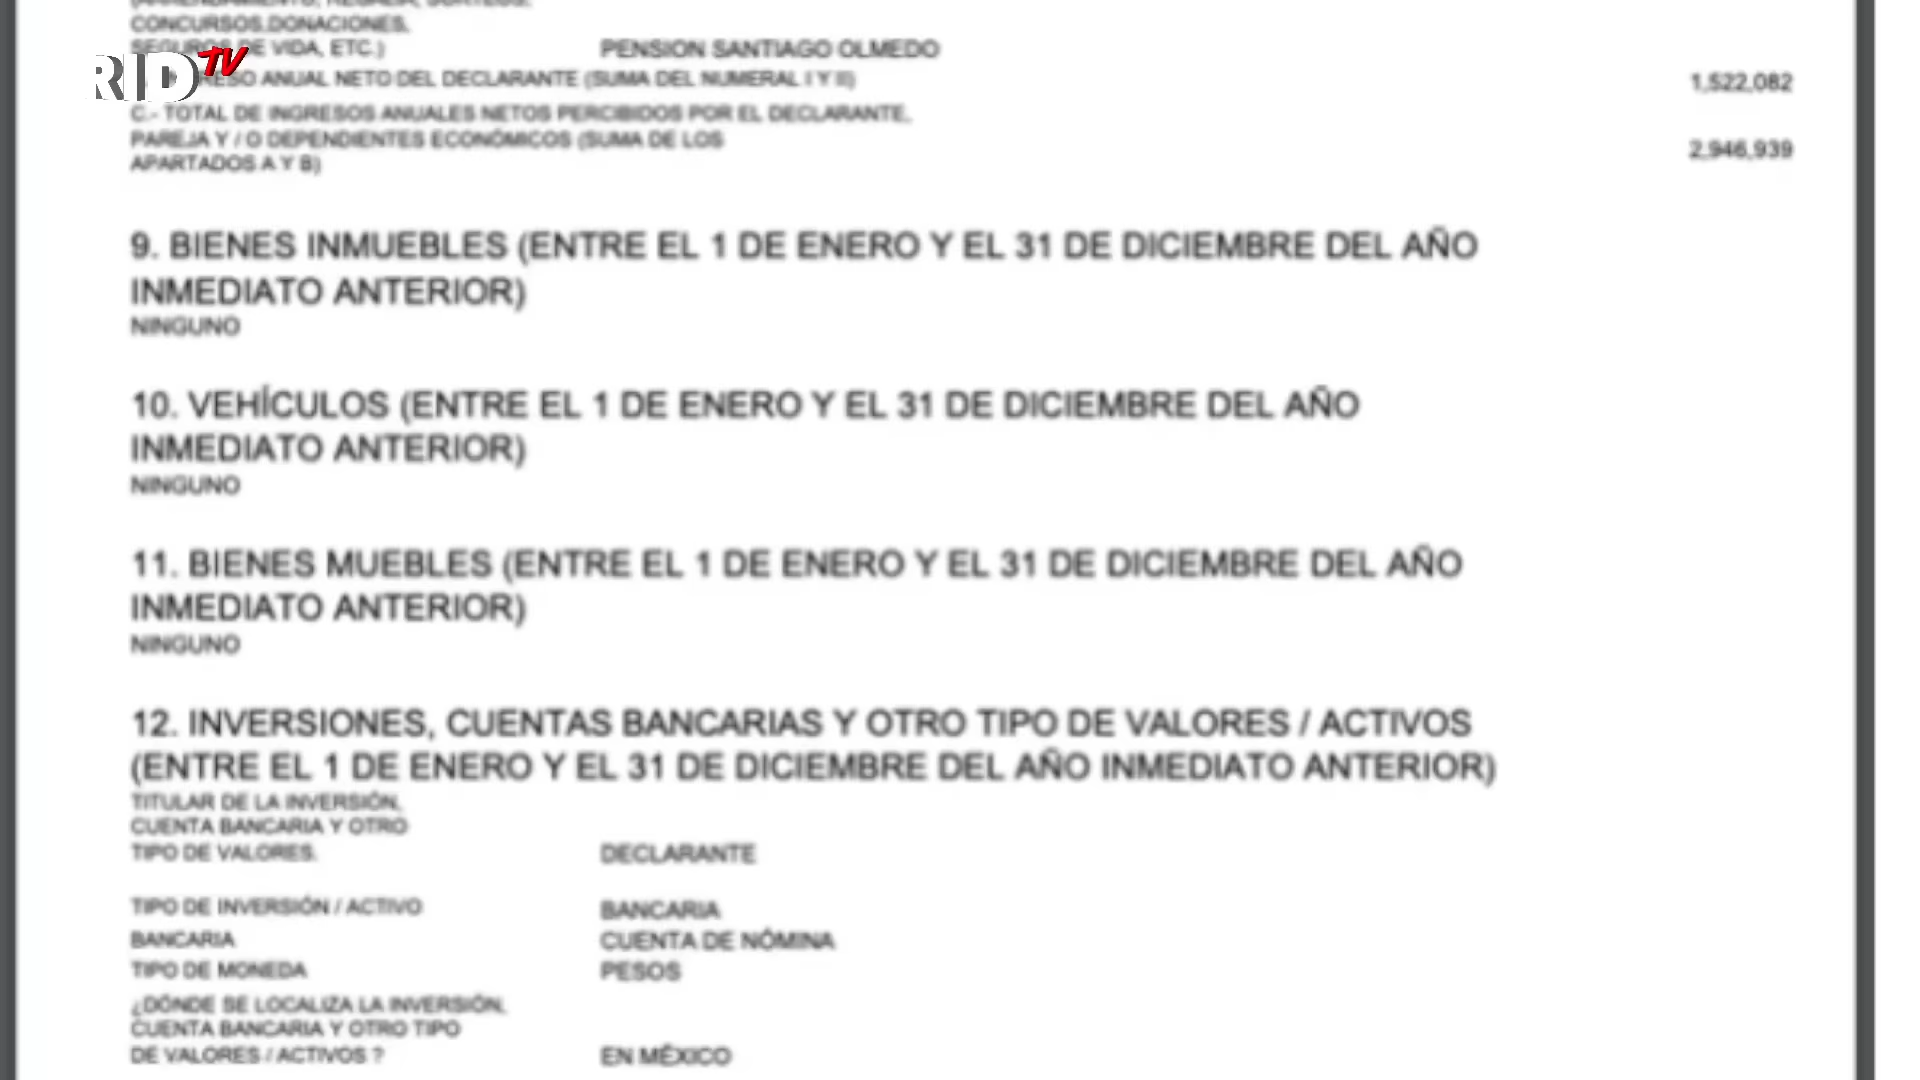 (ARRENDAMIENTO, REGALÍA, SORTEOS,
CONCURSOS,DONACIONES,
SEGUROS DE VIDA, ETC.) PENSION SANTIAGO OLMEDO
RESO ANUAL NETO DEL DECLARANTE (SUMA DEL NUMERAL I Y II) 1,522,082
C.- TOTAL DE INGRESOS ANUALES NETOS PERCIBIDOS POR EL DECLARANTE,
PAREJA Y / O DEPENDIENTES ECONÓMICOS (SUMA DE LOS
APARTADOS A Y B) 2,946,939
RID TV
9. BIENES INMUEBLES (ENTRE EL 1 DE ENERO Y EL 31 DE DICIEMBRE DEL AÑO
INMEDIATO ANTERIOR)
NINGUNO
10. VEHÍCULOS (ENTRE EL 1 DE ENERO Y EL 31 DE DICIEMBRE DEL AÑO
INMEDIATO ANTERIOR)
NINGUNO
11. BIENES MUEBLES (ENTRE EL 1 DE ENERO Y EL 31 DE DICIEMBRE DEL AÑO
INMEDIATO ANTERIOR)
NINGUNO
12. INVERSIONES, CUENTAS BANCARIAS Y OTRO TIPO DE VALORES / ACTIVOS
(ENTRE EL 1 DE ENERO Y EL 31 DE DICIEMBRE DEL AÑO INMEDIATO ANTERIOR)
TITULAR DE LA INVERSIÓN,
CUENTA BANCARIA Y OTRO
TIPO DE VALORES. DECLARANTE
TIPO DE INVERSIÓN / ACTIVO BANCARIA
BANCARIA CUENTA DE NÓMINA
TIPO DE MONEDA PESOS
¿DÓNDE SE LOCALIZA LA INVERSIÓN,
CUENTA BANCARIA Y OTRO TIPO
DE VALORES / ACTIVOS ? EN MÉXICO